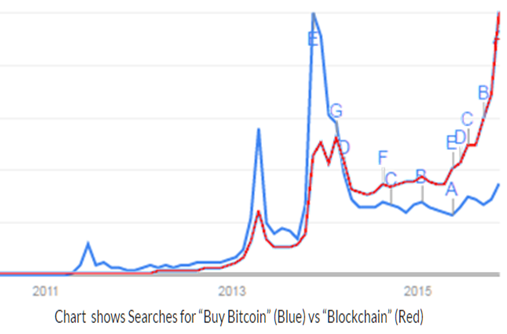 E
G
D
F
C
B
A
E
D
C
B
2011 2013 2015
Chart shows Searches for “Buy Bitcoin” (Blue) vs “Blockchain” (Red)